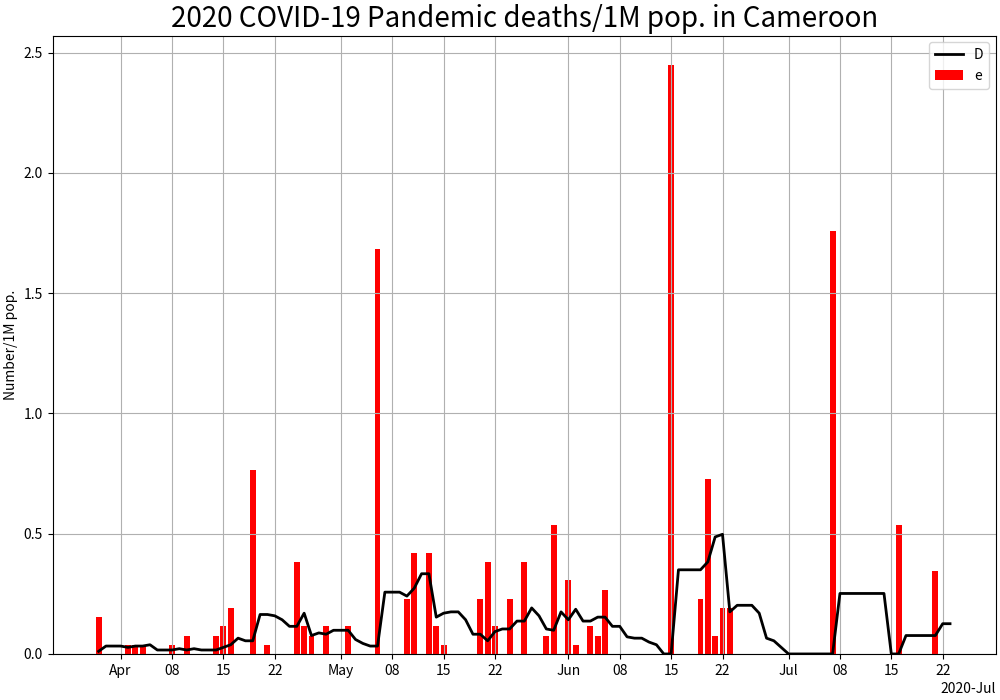 2020 COVID-19 Pandemic deaths/1M pop. in Cameroon
D
e
Number/1M pop.
2.5
2.0
1.5
1.0
0.5
0.0
Apr 08 15 22 May 08 15 22 Jun 08 15 22 Jul 08 15 22
2020-Jul